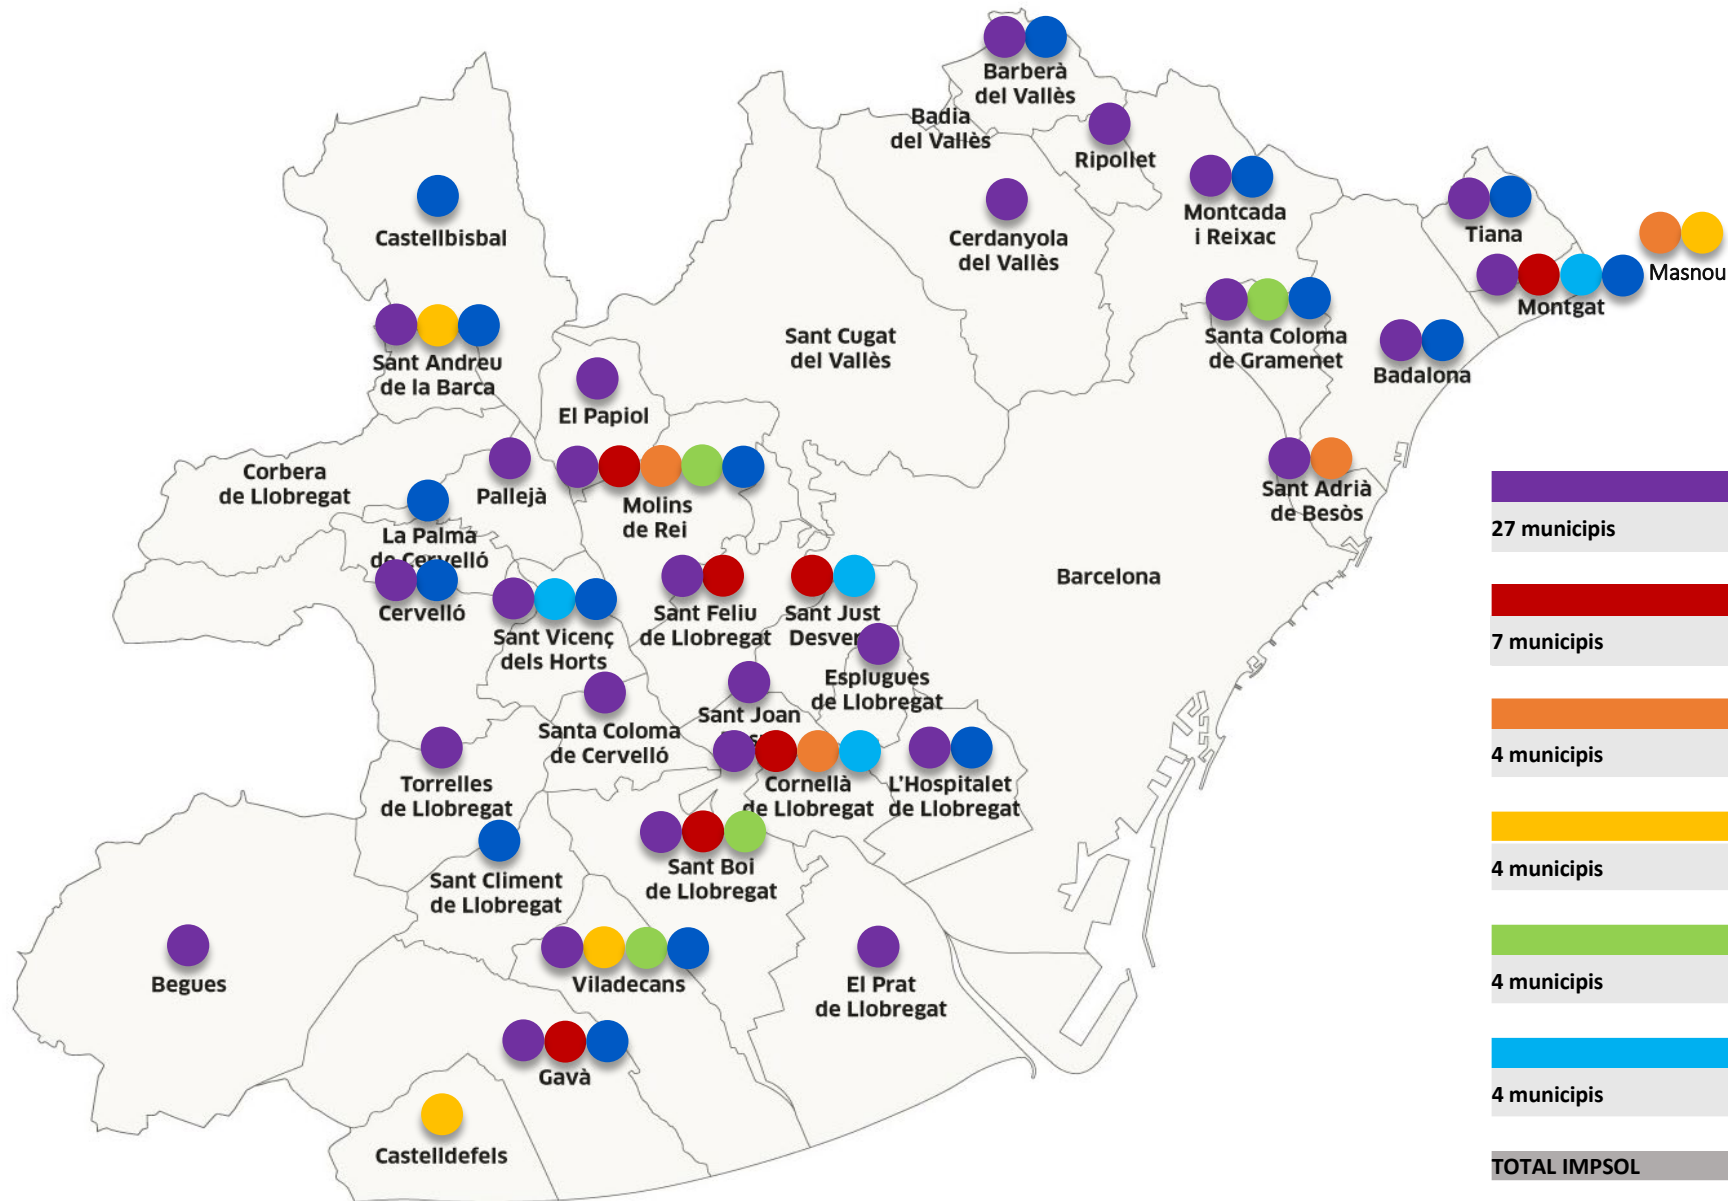 Barberà
del Vallès
Badia
del Vallès
Ripollet
Montcada
i Reixac
Castellbisbal
Cerdanyola
del Vallès
Tiana
Masnou
Montgat
Sant Andreu
de la Barca
Sant Cugat
del Vallès
Santa Coloma
de Gramenet
Badalona
El Papiol
Corbera
de Llobregat
Pallejà
Molins
de Rei
Sant Adrià
de Besòs
La Palma
de Cervelló
Cervelló
Sant Vicenç
dels Horts
Sant Feliu
de Llobregat
Sant Just
Desver
Barcelona
Esplugues
de Llobregat
Santa Coloma
de Cervelló
Sant Joan
Torrelles
de Llobregat
Cornellà
de Llobregat
L'Hospitalet
de Llobregat
Sant Climent
de Llobregat
Sant Boi
de Llobregat
Begues
Viladecans
El Prat
de Llobregat
Gavà
Castelldefels
27 municipis
7 municipis
4 municipis
4 municipis
4 municipis
4 municipis
TOTAL IMPSOL